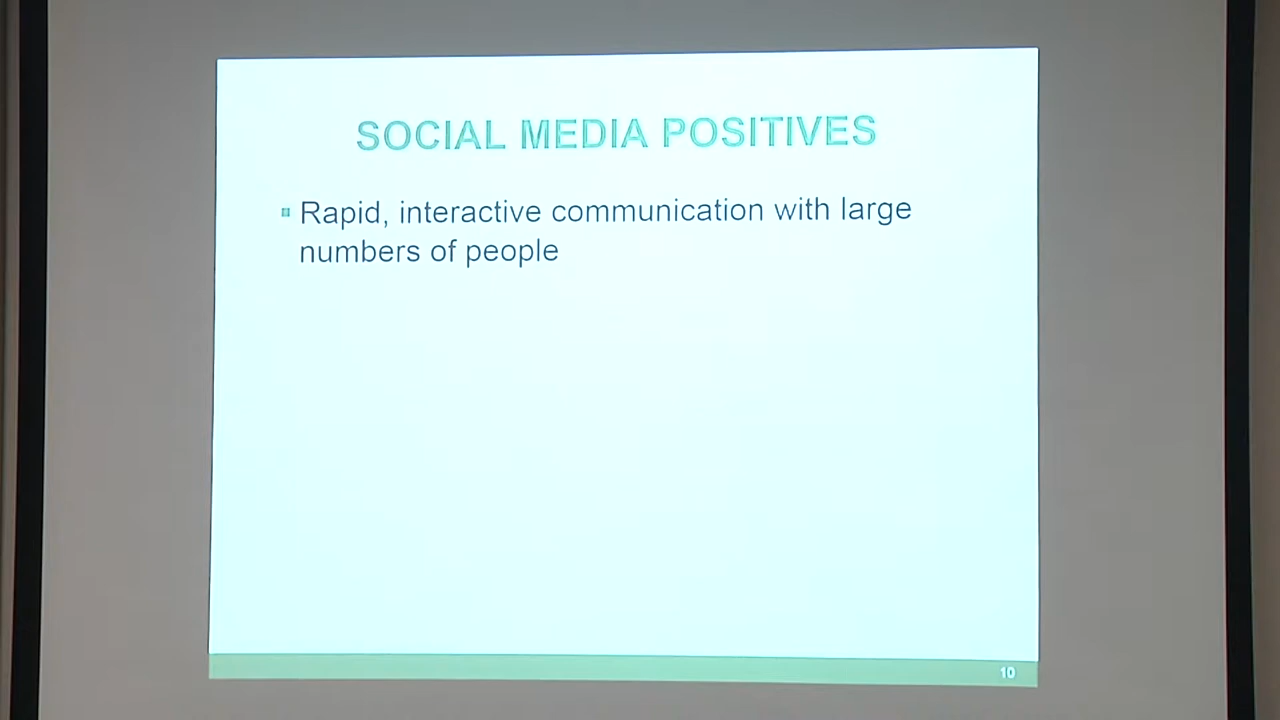 SOCIAL MEDIA POSITIVES
Rapid, interactive communication with large
numbers of people
10